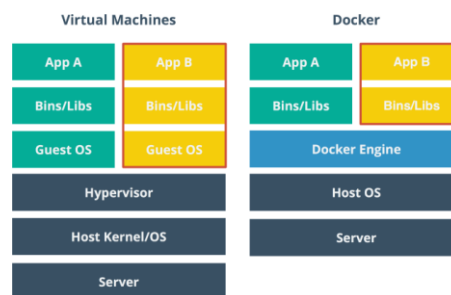 Virtual Machines
Docker
App A
App B
App A
App B
Bins/Libs
Bins/Libs
Bins/Libs
Bins/Libs
Guest OS
Guest OS
Docker Engine
Hypervisor
Host OS
Host Kernel/OS
Server
Server